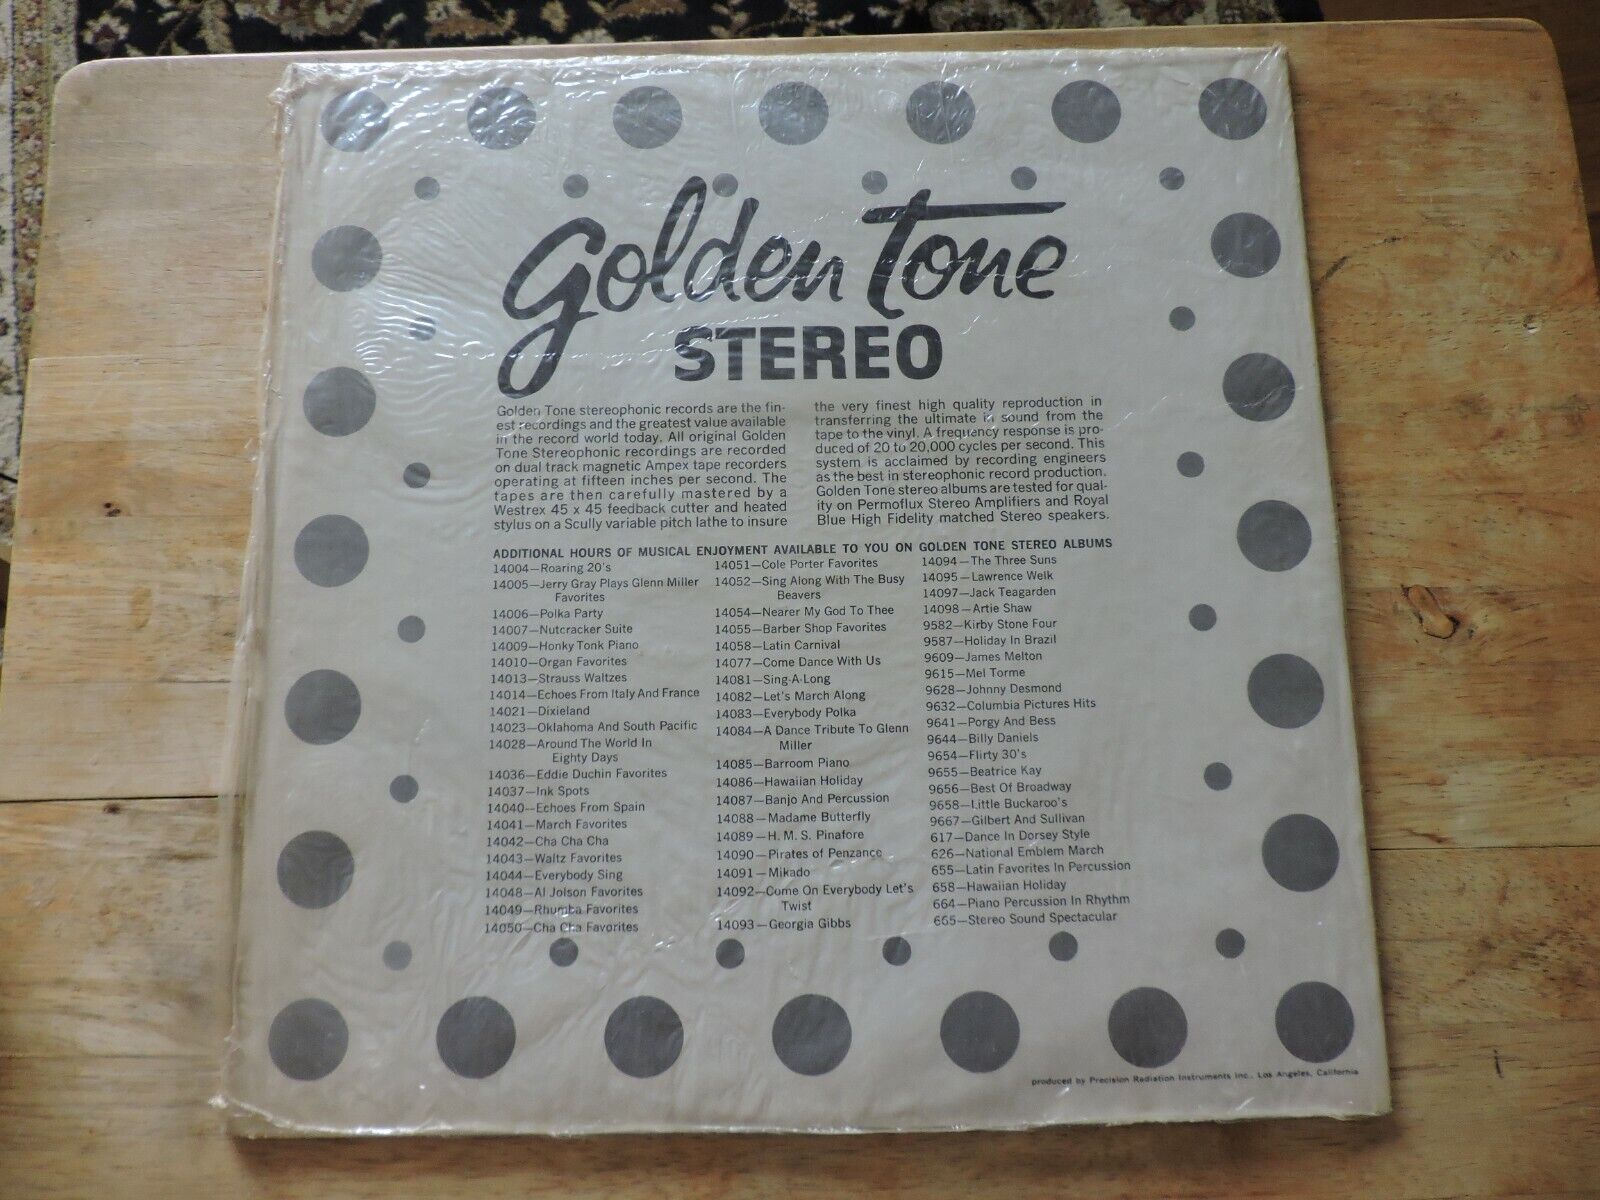 Golden Tone
STEREO
Golden Tone stereophonic records are the fin-
est recordings and the greatest value available
in the record world today. All original Golden
Tone Stereophonic recordings are recorded
on dual track magnetic Ampex tape recorders
operating at fifteen inches per second. The
tapes are then carefully mastered by a
Westrex 45 x 45 feedback cutter and heated
stylus on a Scully variable pitch lathe to insure
the very finest high quality reproduction in
transferring the ultimate in sound from the
tape to the vinyl. A frequency response is pro-
duced of 20 to 20,000 cycles per second. This
system is acclaimed by recording engineers
as the best in stereophonic record production.
Golden Tone stereo albums are tested for qual-
ity on Permoflux Stereo Amplifiers and Royal
Blue High Fidelity matched Stereo speakers.
ADDITIONAL HOURS OF MUSICAL ENJOYMENT AVAILABLE TO YOU ON GOLDEN TONE STEREO ALBUMS
14004—Roaring 20's
14005—Jerry Gray Plays Glenn Miller
Favorites
14006—Polka Party
14007—Nutcracker Suite
14009—Honky Tonk Piano
14010—Organ Favorites
14013—Strauss Waltzes
14014—Echoes From Italy And France
14021—Dixieland
14023—Oklahoma And South Pacific
14028—Around The World In
Eighty Days
14036—Eddie Duchin Favorites
14037—Ink Spots
14040—Echoes From Spain
14041—March Favorites
14042—Cha Cha Cha
14043—Waltz Favorites
14044—Everybody Sing
14048—Al Jolson Favorites
14049—Rhumba Favorites
14050—Cha Cha Favorites
14051—Cole Porter Favorites
14052—Sing Along With The Busy
Beavers
14054—Nearer My God To Thee
14055—Barber Shop Favorites
14058—Latin Carnival
14077—Come Dance With Us
14081—Sing-A-Long
14082—Let's March Along
14083—Everybody Polka
14084—A Dance Tribute To Glenn
Miller
14085—Barroom Piano
14086—Hawaiian Holiday
14087—Banjo And Percussion
14088—Madame Butterfly
14089—H. M. S. Pinafore
14090—Pirates of Penzance
14091—Mikado
14092—Come On Everybody Let's
Twist
14093—Georgia Gibbs
14094—The Three Suns
14095—Lawrence Welk
14097—Jack Teagarden
14098—Artie Shaw
9582—Kirby Stone Four
9587—Holiday In Brazil
9609—James Melton
9615—Mel Torme
9628—Johnny Desmond
9632—Columbia Pictures Hits
9641—Porgy And Bess
9644—Billy Daniels
9654—Flirty 30's
9655—Beatrice Kay
9656—Best Of Broadway
9658—Little Buckaroo's
9667—Gilbert And Sullivan
617—Dance In Dorsey Style
626—National Emblem March
655—Latin Favorites In Percussion
658—Hawaiian Holiday
664—Piano Percussion In Rhythm
665—Stereo Sound Spectacular
produced by Precision Radiation Instruments Inc., Los Angeles, California